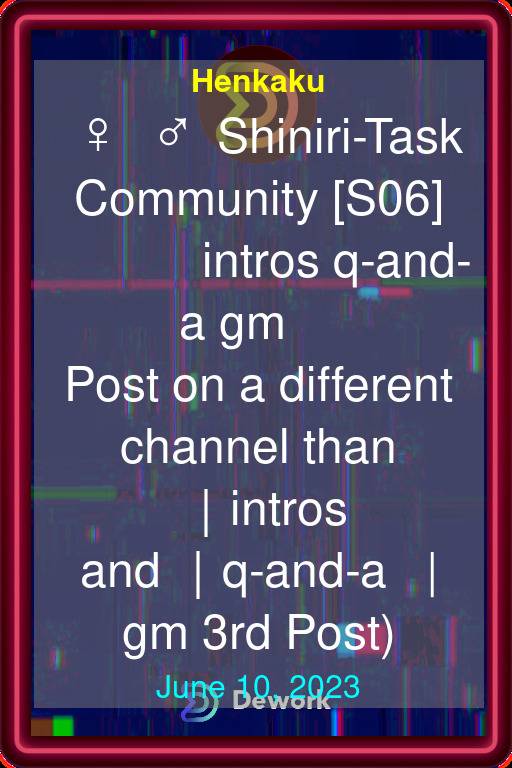 Henkaku
♀ ♂ Shiniri-Task
Community [S06]
intros q-and-
a gm
Post on a different
channel than
| intros
and | q-and-a |
gm 3rd Post)
June 10, 2023
Dework